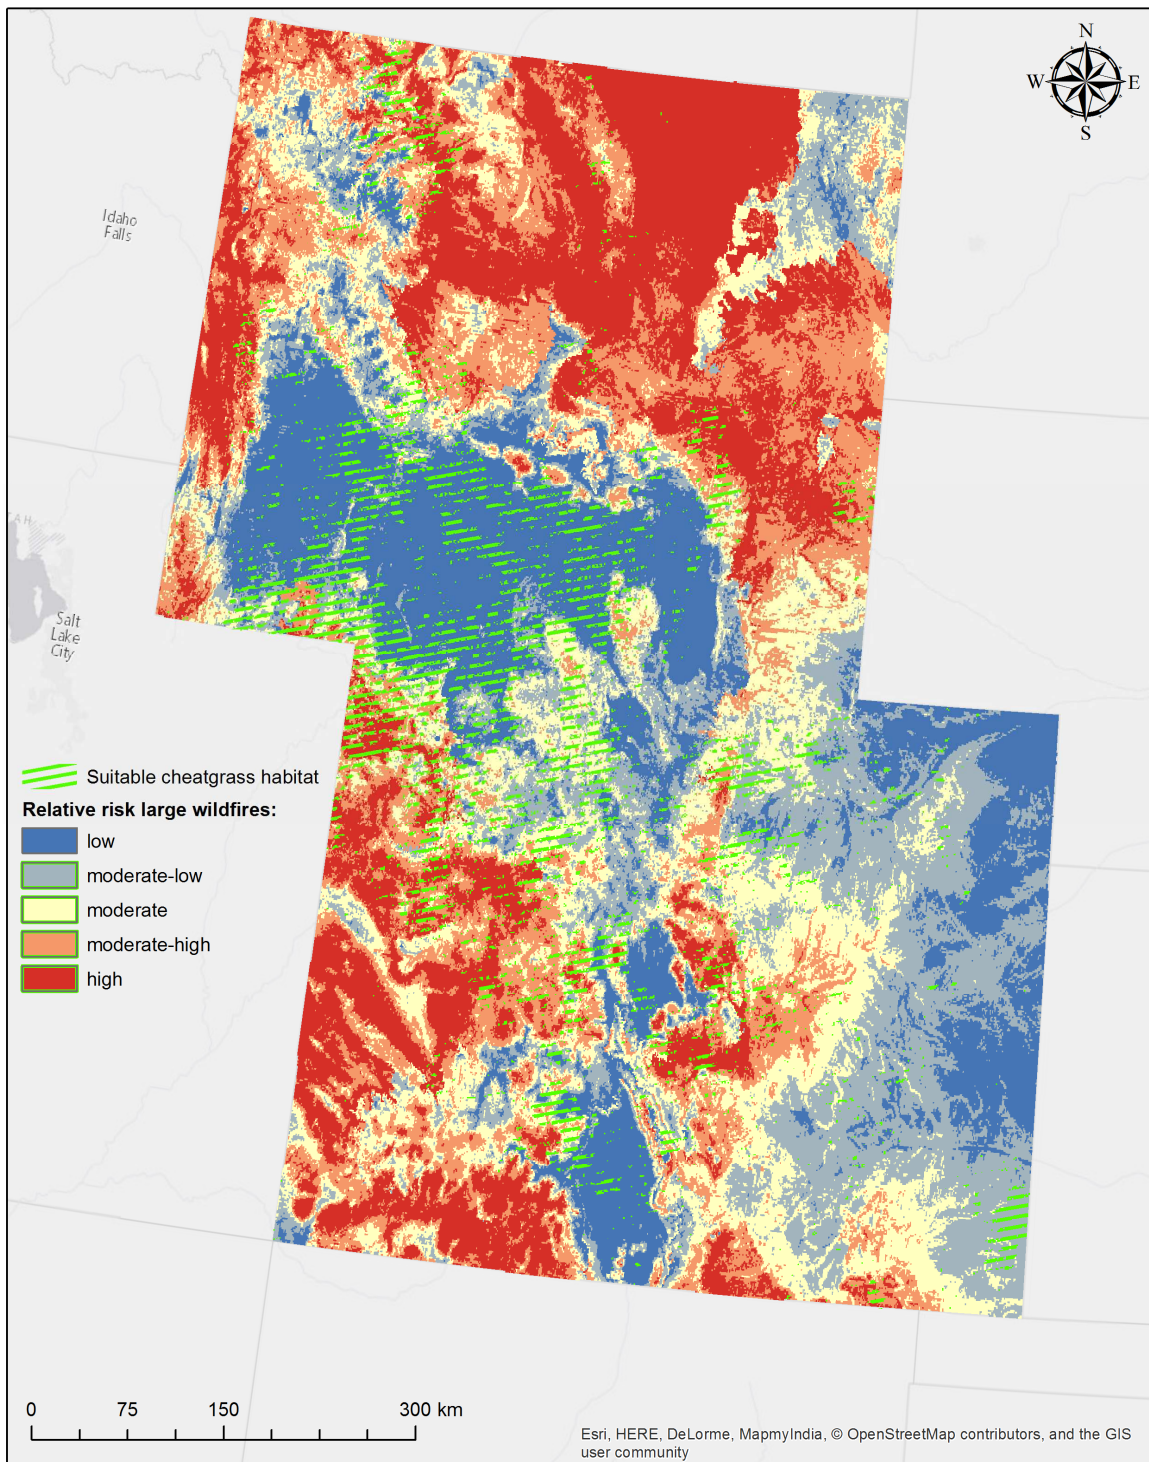 N
W E
S
Idaho
Falls
T A H
Salt
Lake
City
Suitable cheatgrass habitat
Relative risk large wildfires:
low
moderate-low
moderate
moderate-high
high
0 75 150 300 km
Esri, HERE, DeLorme, MapmyIndia, © OpenStreetMap contributors, and the GIS
user community